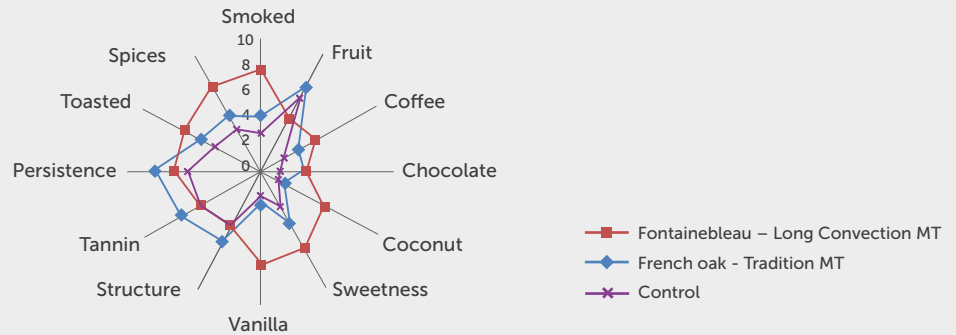 Smoked
Fruit
Coffee
Chocolate
Coconut
Sweetness
Vanilla
Structure
Tannin
Persistence
Toasted
Spices
10
8
6
4
2
0
Fontainebleau – Long Convection MT
French oak - Tradition MT
Control